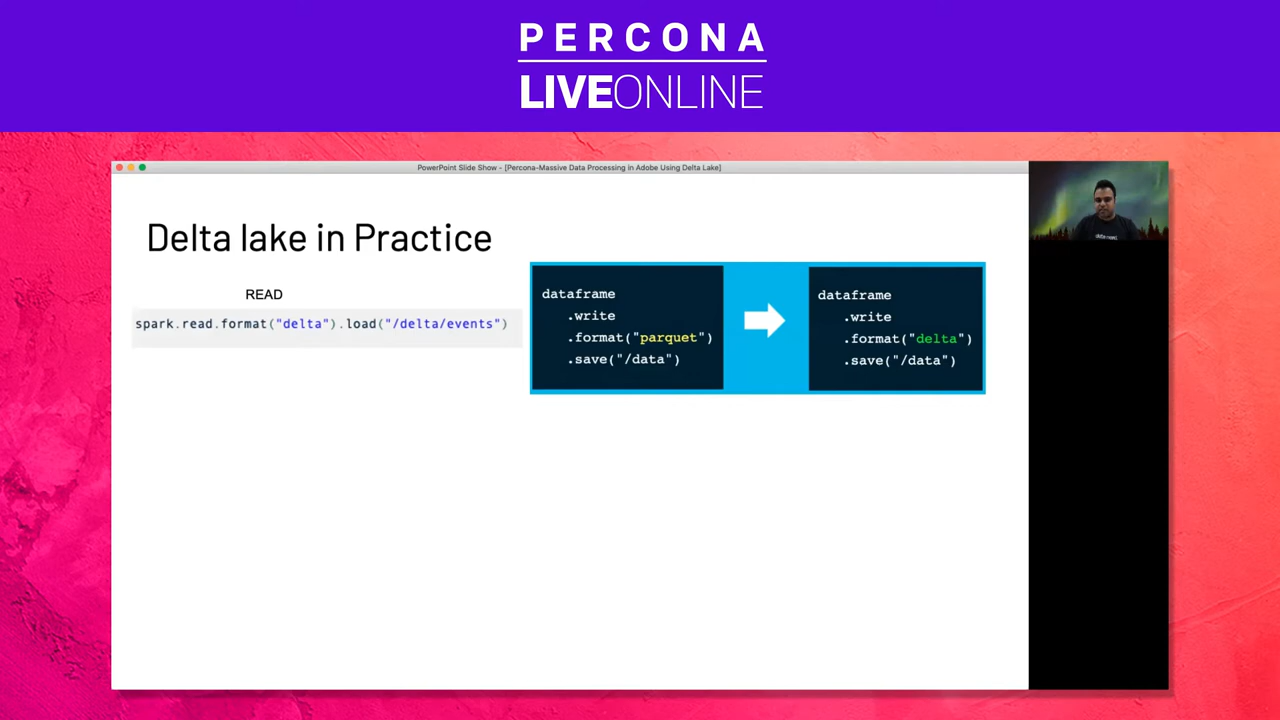 PERCONA
LIVEONLINE
PowerPoint Slide Show - [Percona-Massive Data Processing in Adobe Using Delta Lake]
Delta lake in Practice
READ
spark.read.format("delta").load("/delta/events")
dataframe
.write
.format("parquet")
.save("/data")
dataframe
.write
.format("delta")
.save("/data")